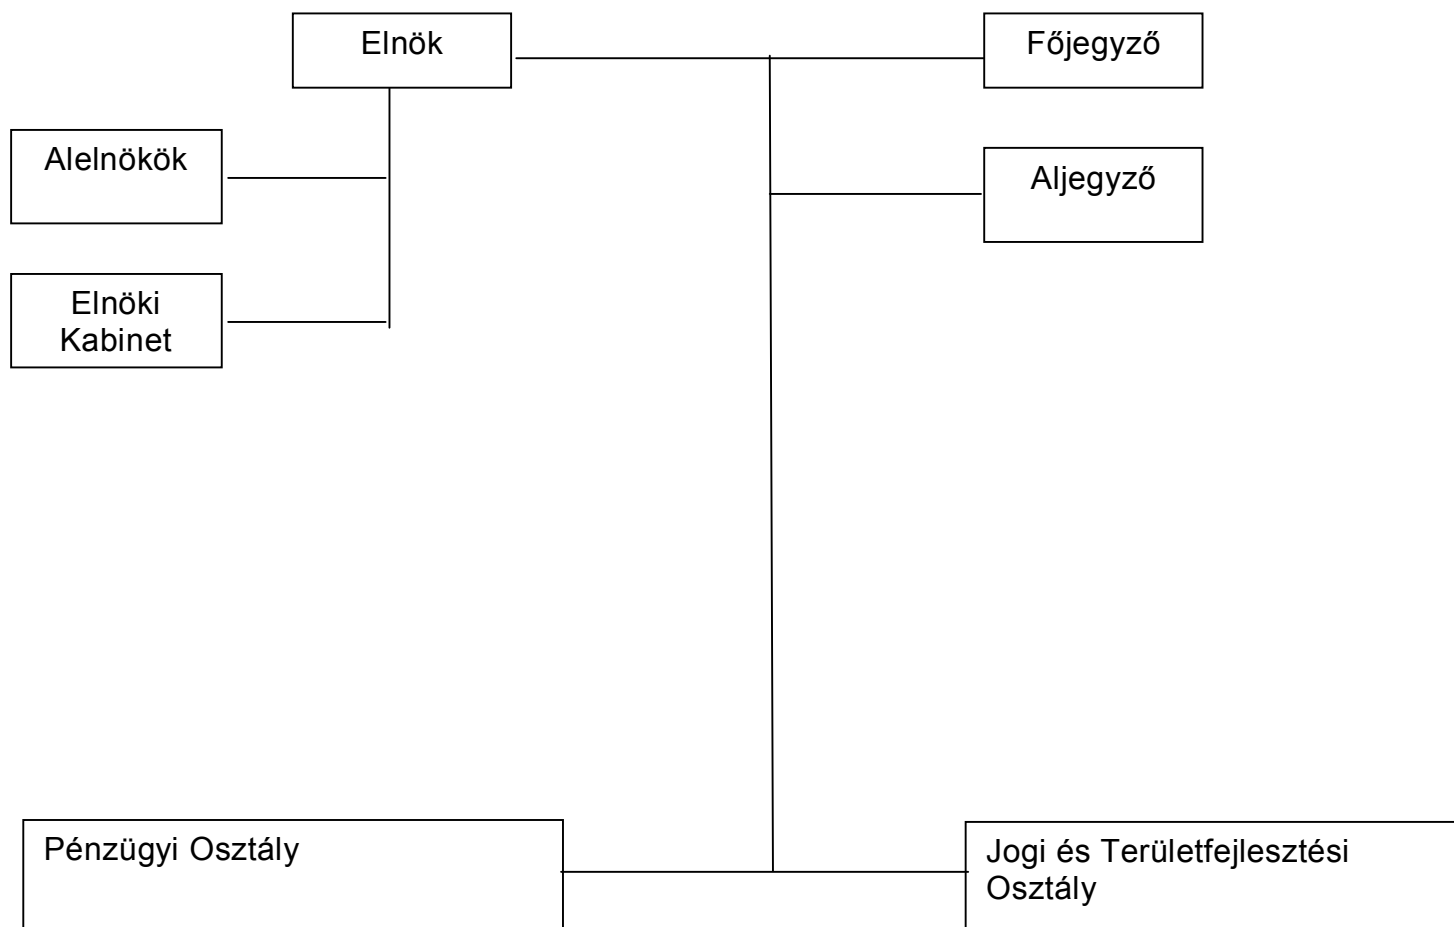 Elnök
Főjegyző
Alelnökök
Aljegyző
Elnöki
Kabinet
Pénzügyi Osztály
Jogi és Területfejlesztési
Osztály